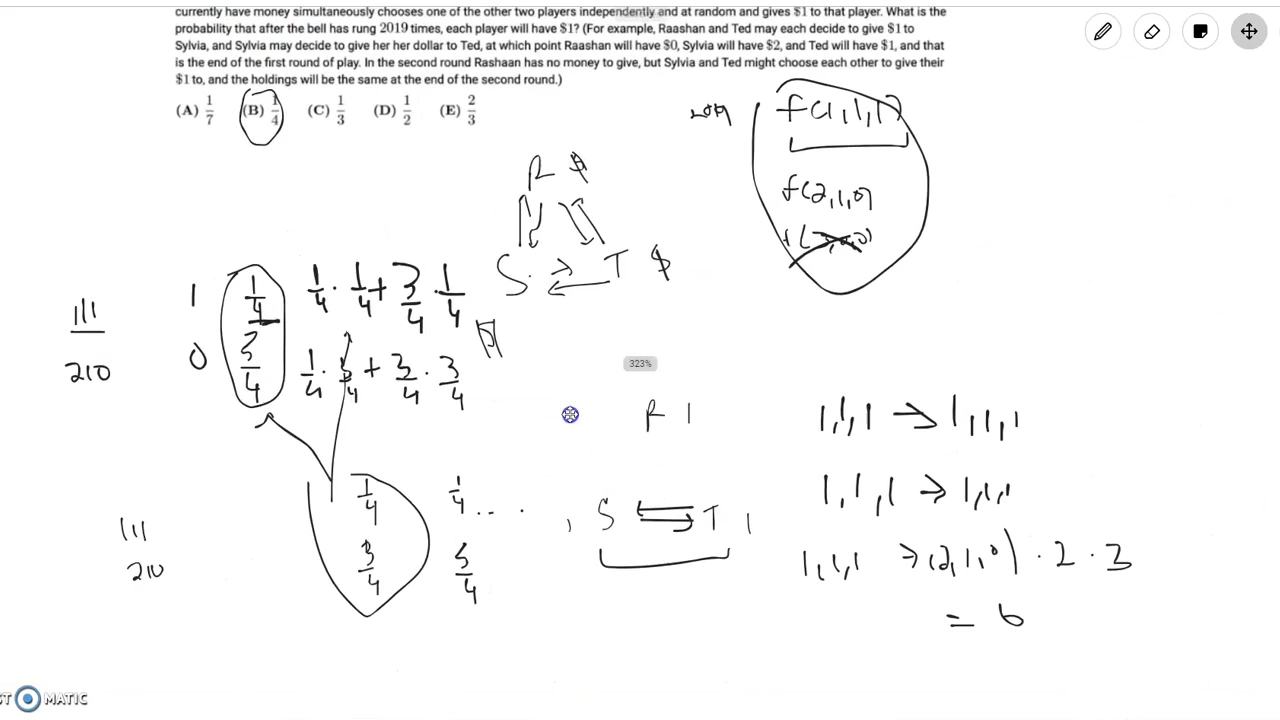 currently have money simultaneously chooses one of the other two players independently and at random and gives $1 to that player. What is the
probability that after the bell has rung 2019 times, each player will have $1? (For example, Raashan and Ted may each decide to give $1 to
Sylvia, and Sylvia may decide to give her her dollar to Ted, at which point Raashan will have $0, Sylvia will have $2, and Ted will have $1, and that
is the end of the first round of play. In the second round Rashaan has no money to give, but Sylvia and Ted might choose each other to give their
$1 to, and the holdings will be the same at the end of the second round.)
(A) 1/7 (B) 1/4 (C) 1/3 (D) 1/2 (E) 2/3
2019 f(1,1,1)
f(2,1,0)
R $
S T $
111 1 1/4 1/4 · 1/4 + 3/4 · 1/4
210 0 3/4 1/4 · 3/4 + 3/4 · 3/4
323%
R 1
1,1,1 → 1,1,1
1,1,1 → 1,1,1
1,1,1 → (2,1,0) · 2 · 3
= 6
111 1/4 1/4 . . .
210 3/4 3/4
1 S T 1
ST MATIC